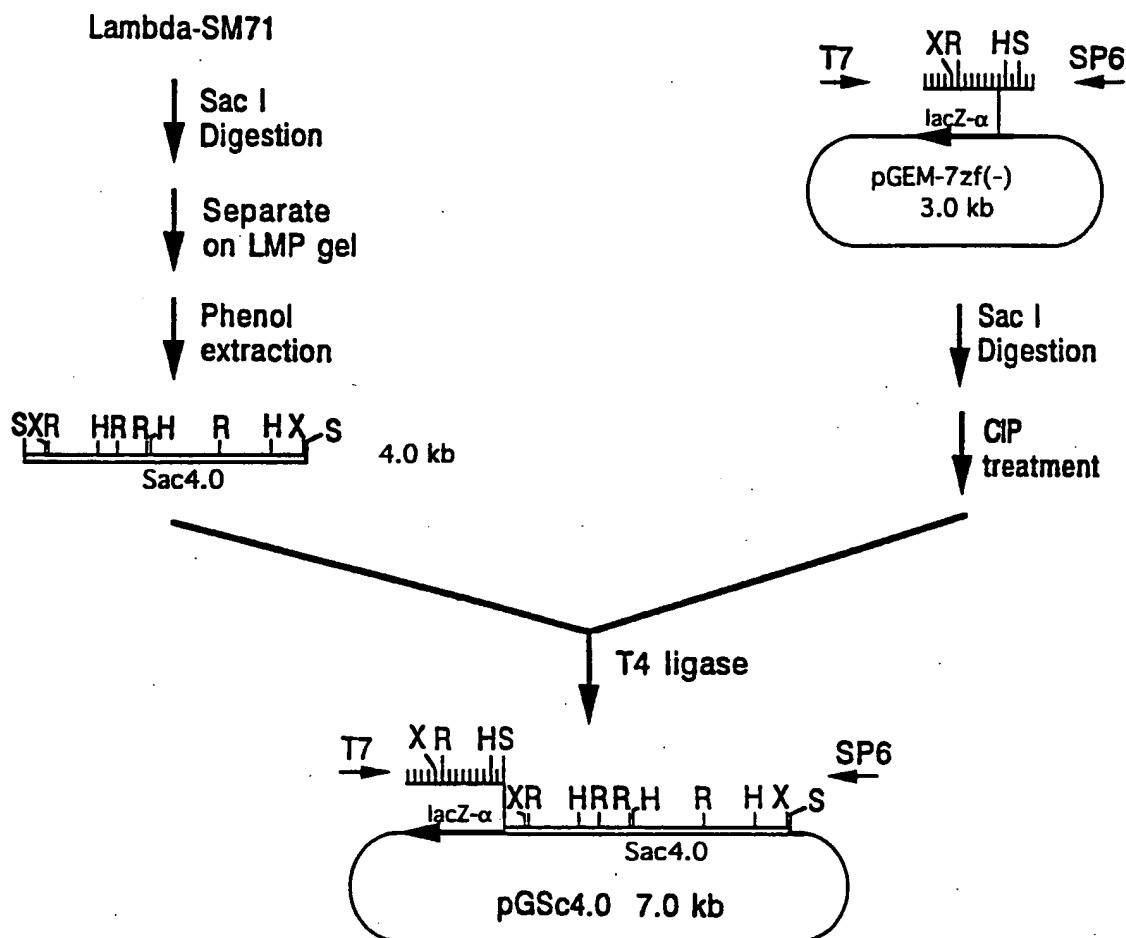 Lambda-SM71
Sac I
Digestion
Separate
on LMP gel
Phenol
extraction
SXR HR R H R H X S
4.0 kb
Sac4.0
T7
XR HS
SP6
lacZ-α
pGEM-7zf(-)
3.0 kb
Sac I
Digestion
CIP
treatment
T4 ligase
T7
X R HS
SP6
XR HR R H R H X S
lacZ-α
Sac4.0
pGSc4.0 7.0 kb